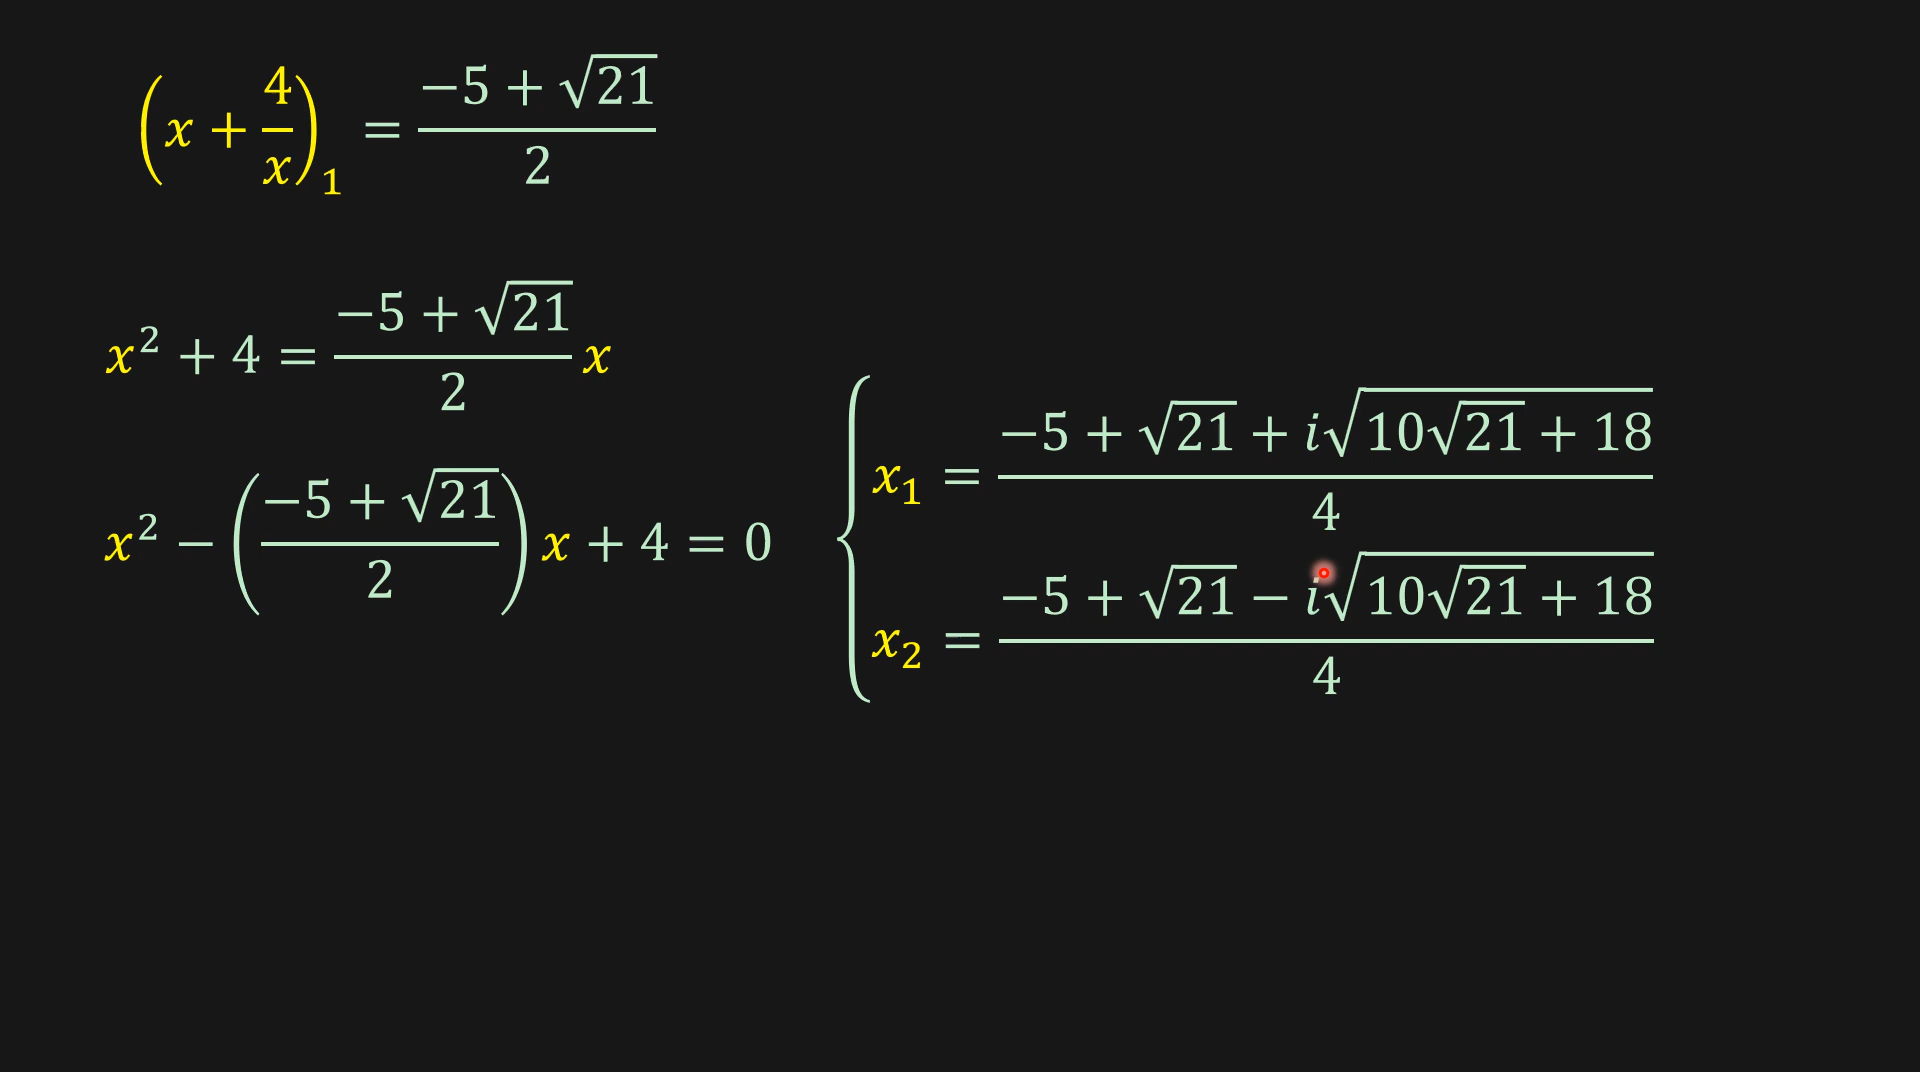 (x + 4/x)₁ = (−5 + √21)/2
x² + 4 = (−5 + √21)/2 x
x² − ((−5 + √21)/2) x + 4 = 0
x₁ = (−5 + √21 + i√(10√21 + 18))/4
x₂ = (−5 + √21 − i√(10√21 + 18))/4